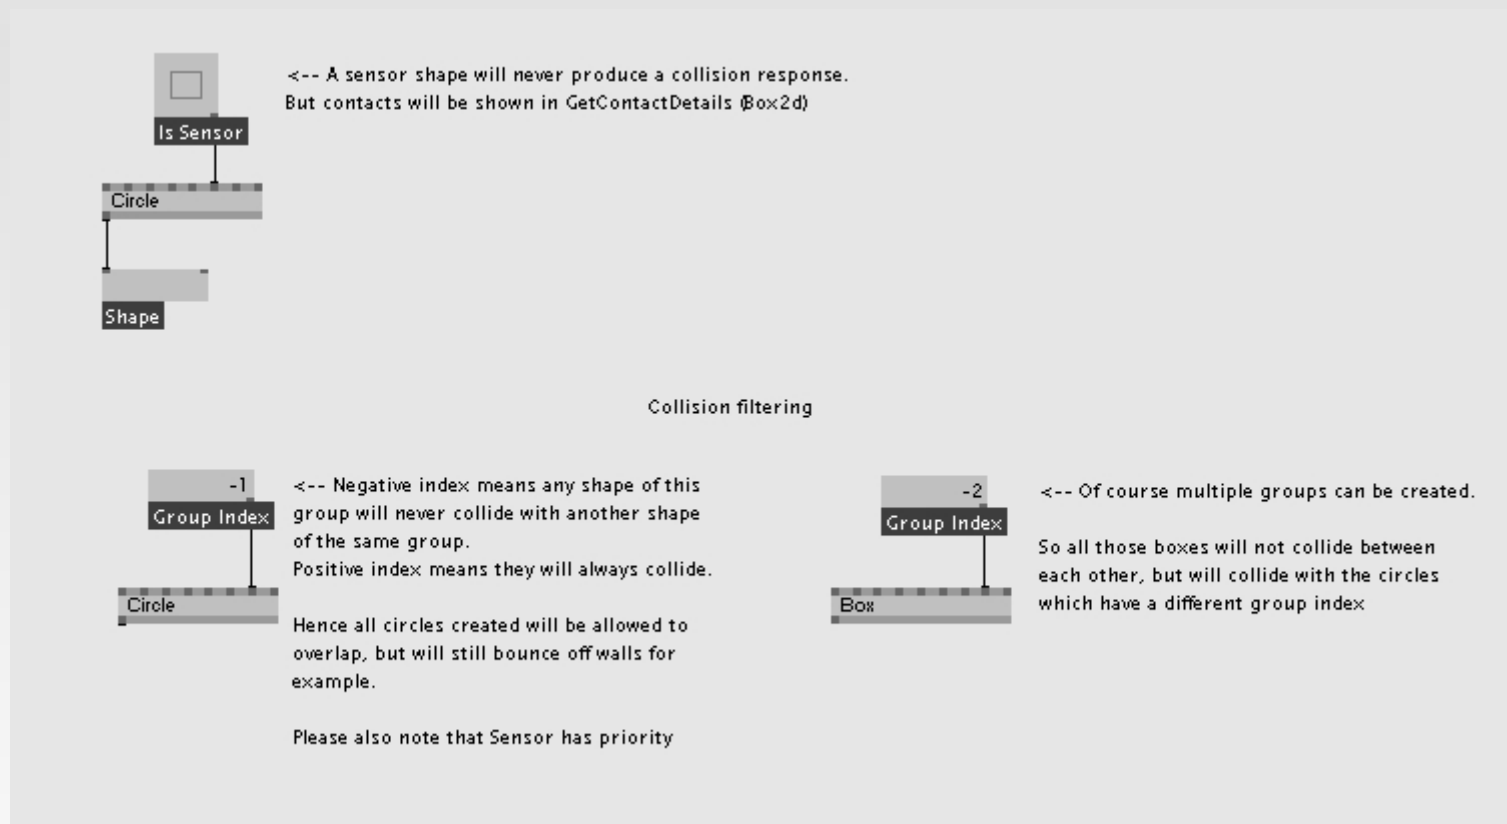 <-- A sensor shape will never produce a collision response.
But contacts will be shown in GetContactDetails (Box2d)
Is Sensor
Circle
Shape
Collision filtering
-1
Group Index
Circle
<-- Negative index means any shape of this
group will never collide with another shape
of the same group.
Positive index means they will always collide.
Hence all circles created will be allowed to
overlap, but will still bounce off walls for
example.
Please also note that Sensor has priority
-2
Group Index
Box
<-- Of course multiple groups can be created.
So all those boxes will not collide between
each other, but will collide with the circles
which have a different group index